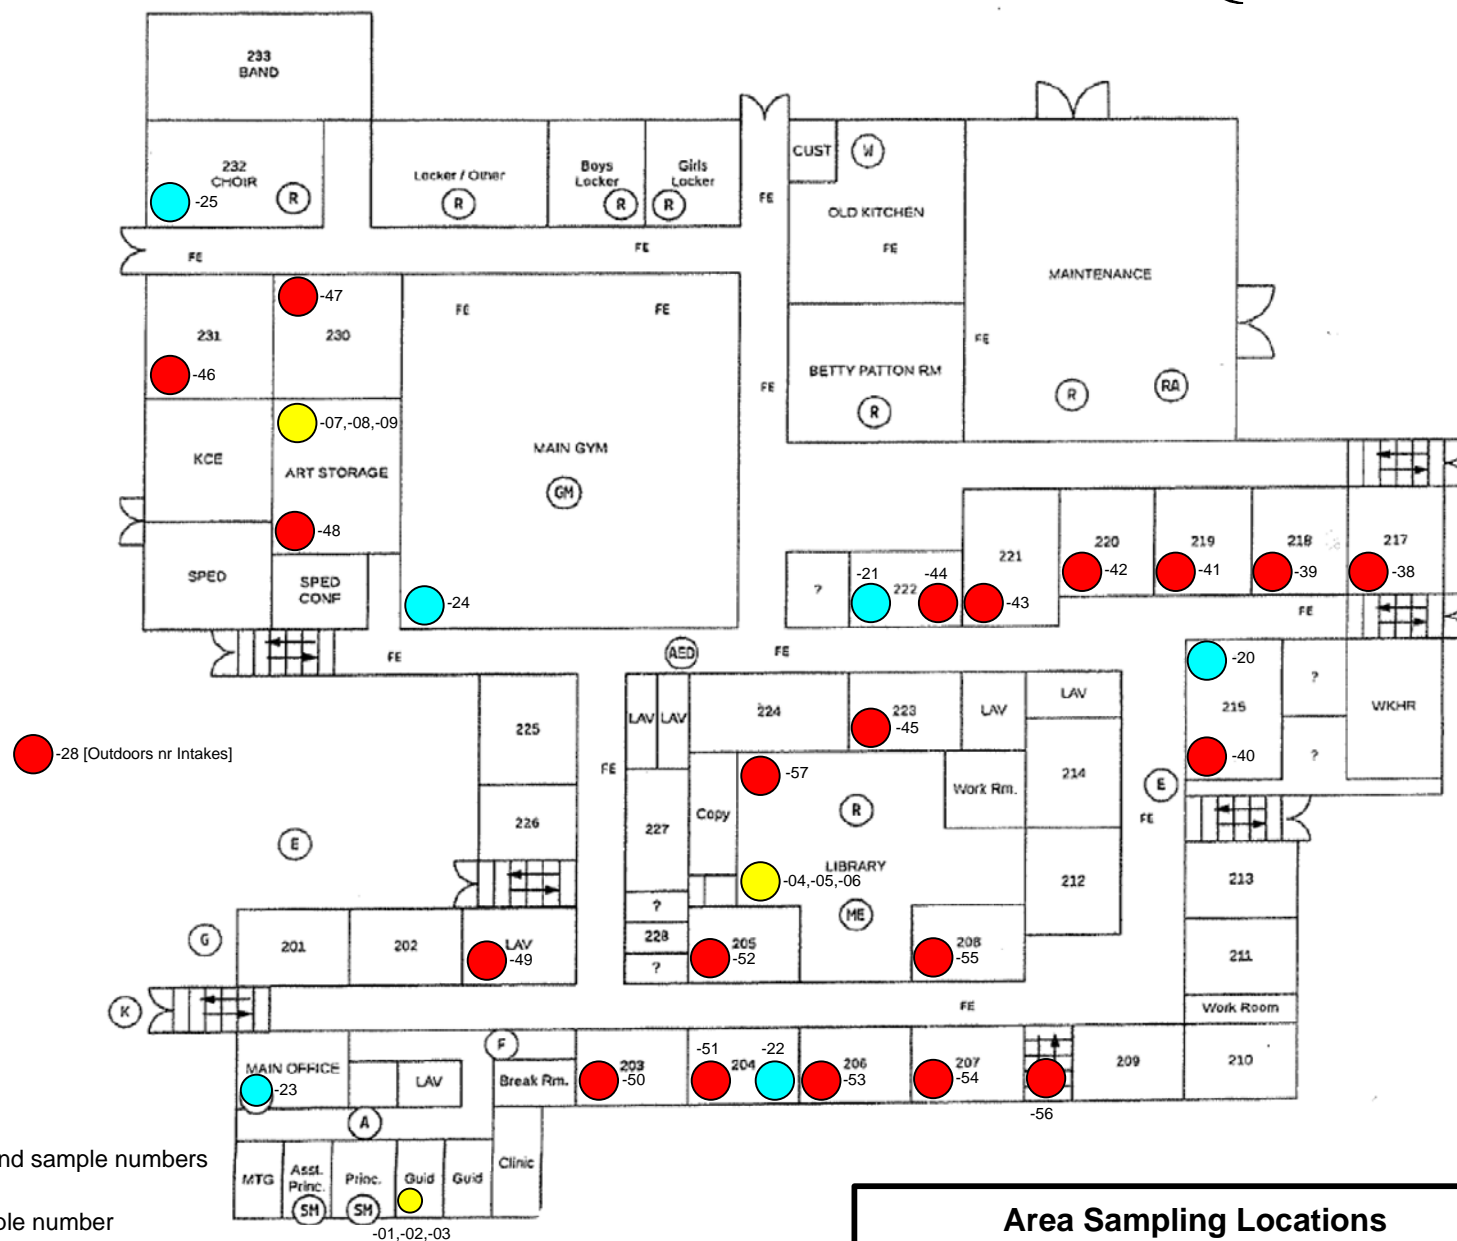 233
BAND
232
CHOIR
-25
R
Locker / Other
R
Boys
Locker
R
Girls
Locker
R
FE
CUST
W
OLD KITCHEN
FE
MAINTENANCE
FE
FE
FE
-47
231
230
-46
FE
FE
FE
BETTY PATTON RM
R
FE
R
RA
-07,-08,-09
KCE
ART STORAGE
-48
MAIN GYM
GM
SPED
SPED
CONF
-24
?
-21
222
-44
221
-43
220
-42
219
-41
218
-39
217
-38
FE
FE
AED
FE
-20
215
-40
?
?
WKHR
225
226
LAV
LAV
224
223
-45
LAV
LAV
214
-28 [Outdoors nr Intakes]
FE
-57
Copy
R
Work Rm.
E
FE
227
E
LIBRARY
-04,-05,-06
ME
212
213
?
228
?
G
201
202
LAV
-49
205
-52
208
-55
211
K
FE
Work Room
F
MAIN OFFICE
-23
LAV
Break Rm.
203
-50
-51
204
-22
206
-53
207
-54
-56
209
210
A
MTG
Asst.
Princ.
SM
Princ.
SM
Guid
Guid
Clinic
-01,-02,-03
nd sample numbers
ole number
Area Sampling Locations